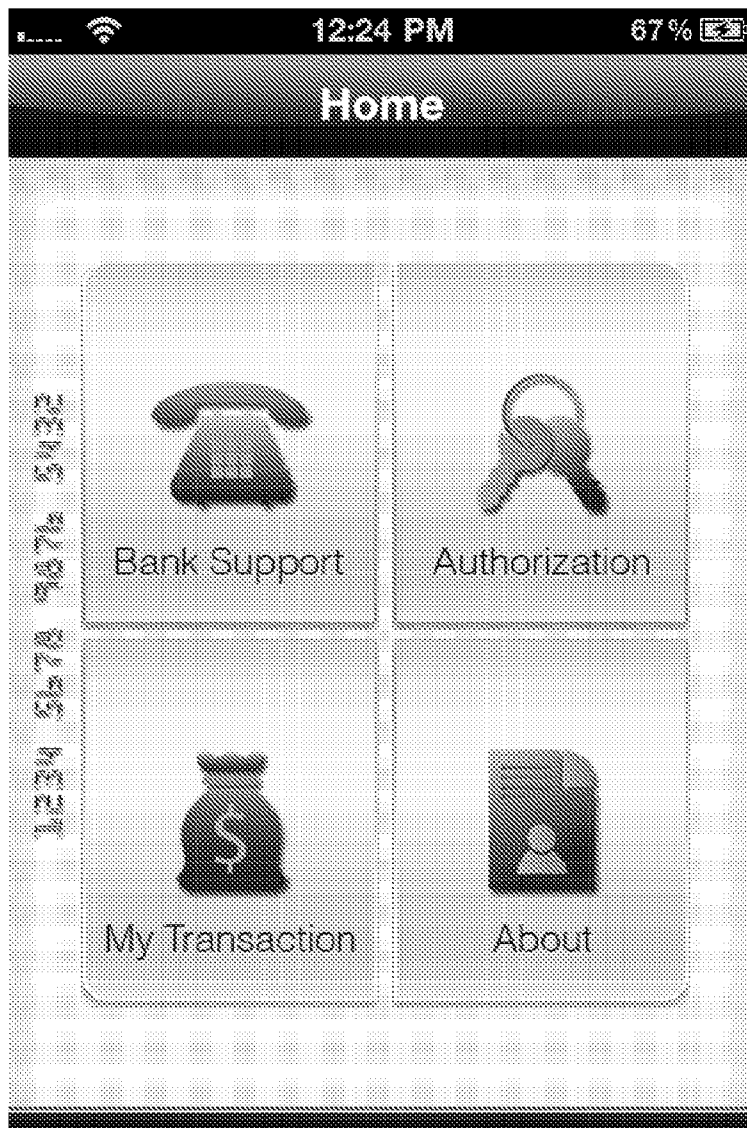 12:24 PM 67%
Home
1234 5678 9876 5432
Bank Support Authorization
$
My Transaction About